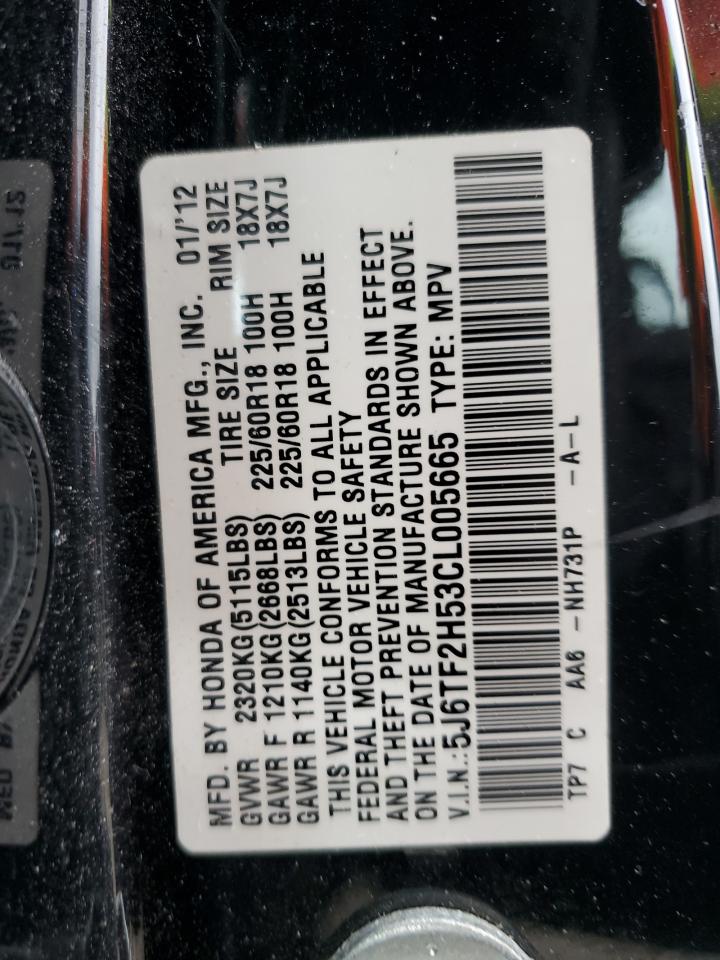 MFD. BY HONDA OF AMERICA MFG., INC. 01/'12
GVWR 2320KG(5115LBS) TIRE SIZE RIM SIZE
GAWR F 1210KG(2668LBS) 225/60R18 100H 18X7J
GAWR R 1140KG(2513LBS) 225/60R18 100H 18X7J
THIS VEHICLE CONFORMS TO ALL APPLICABLE
FEDERAL MOTOR VEHICLE SAFETY
AND THEFT PREVENTION STANDARDS IN EFFECT
ON THE DATE OF MANUFACTURE SHOWN ABOVE.
V.I.N.:5J6TF2H53CL005665 TYPE: MPV
TP7 C AA6 -NH731P -A-L